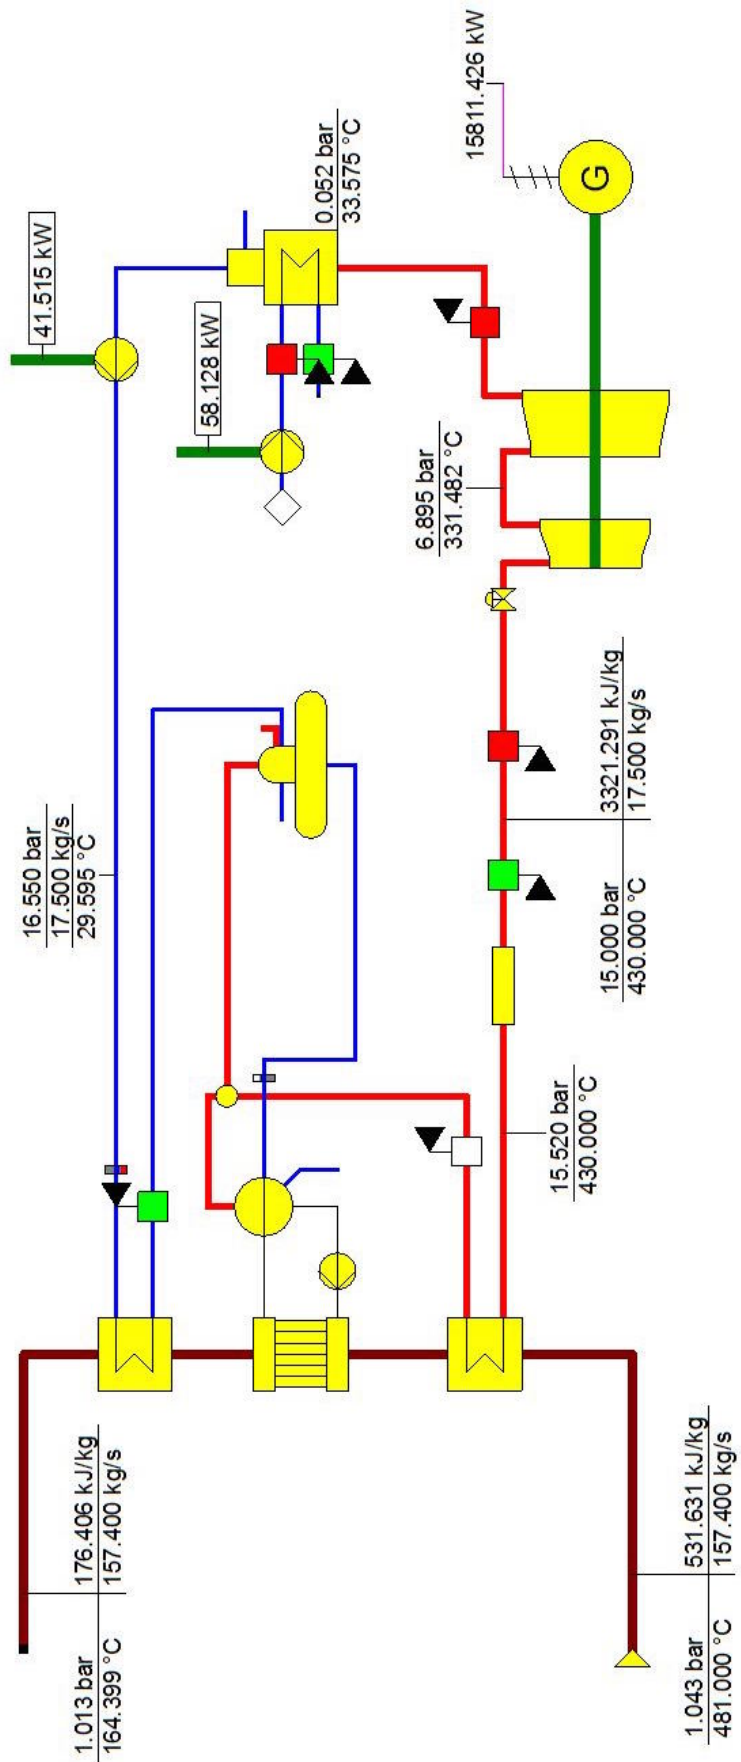 1.013 bar
176.406 kJ/kg
164.399 °C
157.400 kg/s
16.550 bar
17.500 kg/s
29.595 °C
41.515 kW
58.128 kW
0.052 bar
33.575 °C
15811.426 kW
G
6.895 bar
331.482 °C
15.520 bar
430.000 °C
15.000 bar
3321.291 kJ/kg
430.000 °C
17.500 kg/s
1.043 bar
531.631 kJ/kg
481.000 °C
157.400 kg/s